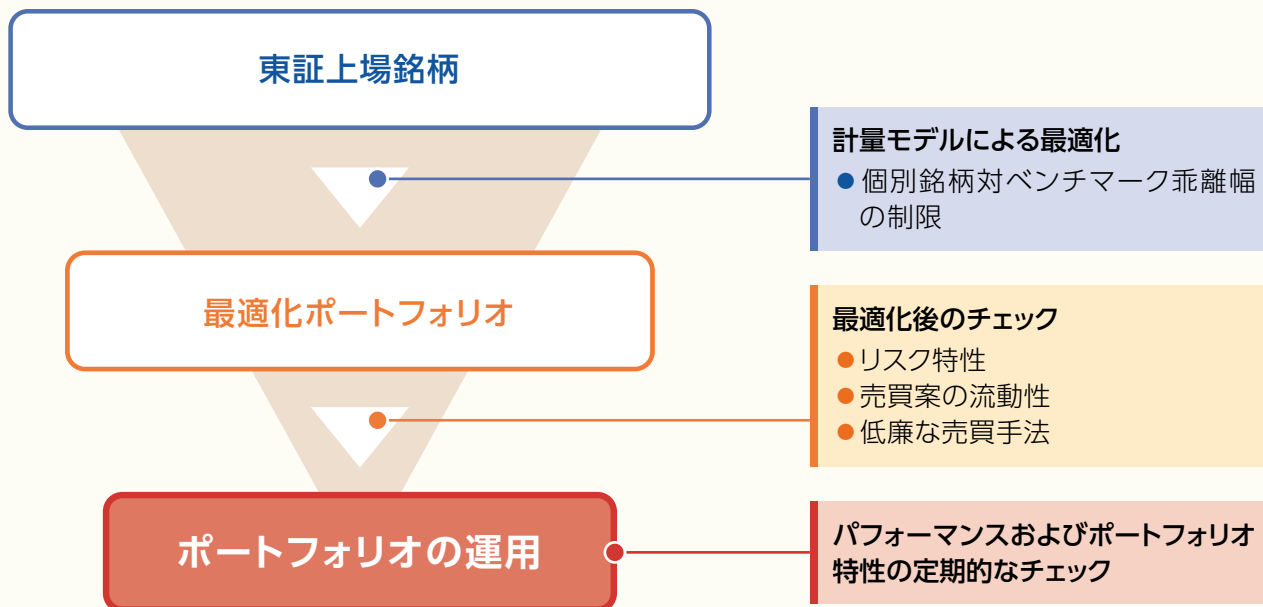 東証上場銘柄
計量モデルによる最適化
●個別銘柄対ベンチマーク乖離幅
の制限
最適化ポートフォリオ
最適化後のチェック
●リスク特性
●売買案の流動性
●低廉な売買手法
ポートフォリオの運用
パフォーマンスおよびポートフォリオ
特性の定期的なチェック